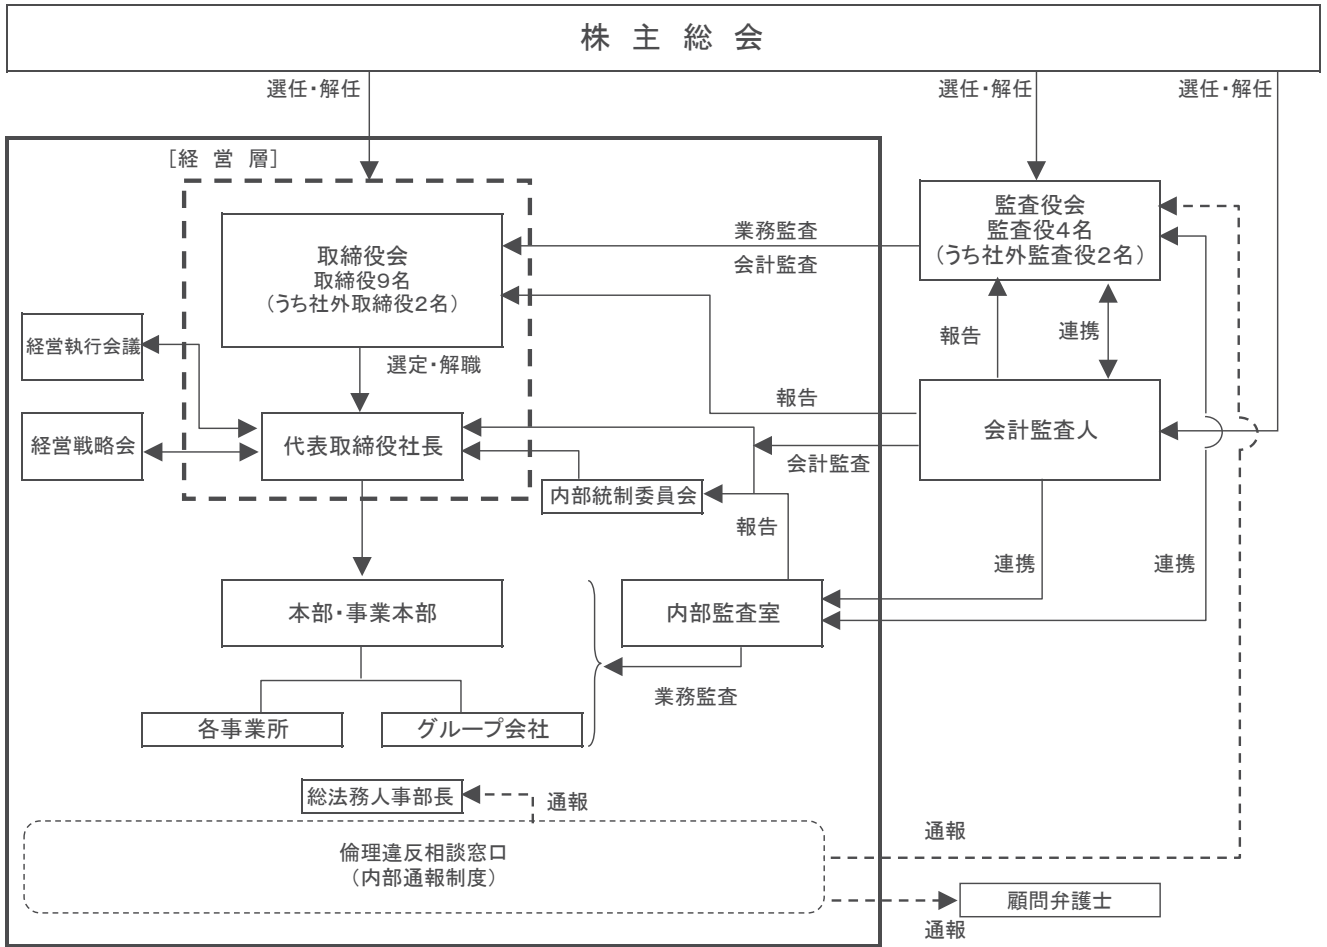 株主総会
選任・解任
選任・解任
選任・解任
［経営層］
取締役会
取締役9名
（うち社外取締役2名）
業務監査
会計監査
監査役会
監査役4名
（うち社外監査役2名）
経営執行会議
選定・解職
報告
連携
報告
経営戦略会
代表取締役社長
会計監査人
会計監査
内部統制委員会
報告
連携
連携
本部・事業本部
内部監査室
業務監査
各事業所
グループ会社
総法務人事部長
通報
倫理違反相談窓口
（内部通報制度）
通報
顧問弁護士
通報